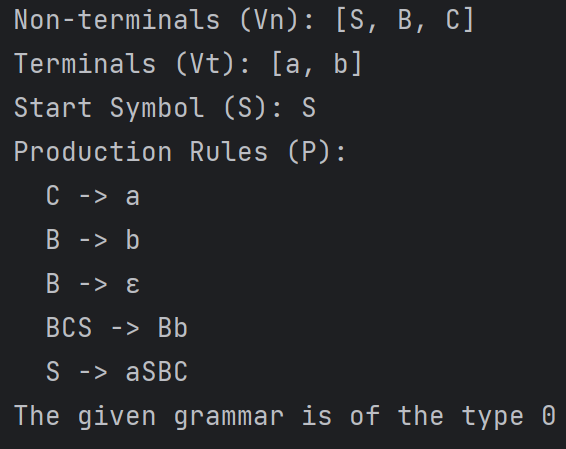 Non-terminals (Vn): [S, B, C]
Terminals (Vt): [a, b]
Start Symbol (S): S
Production Rules (P):
  C -> a
  B -> b
  B -> ε
  BCS -> Bb
  S -> aSBC
The given grammar is of the type 0